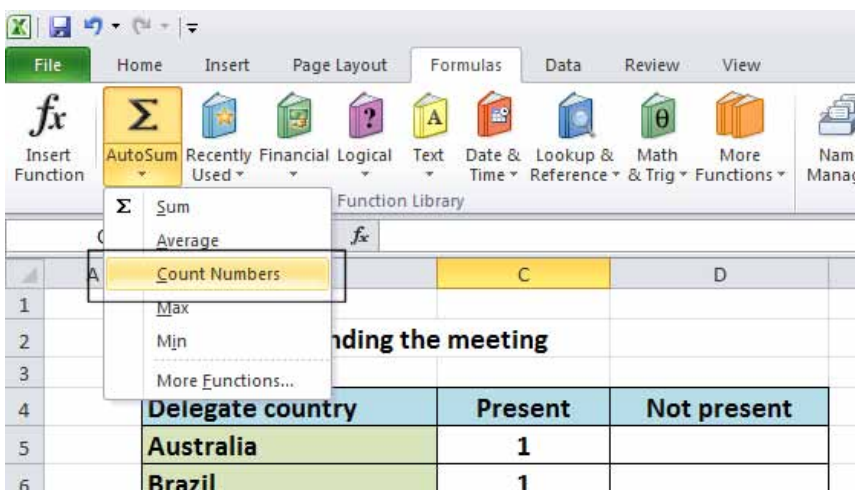 File Home Insert Page Layout Formulas Data Review View
fx Σ ? A θ
Insert Function AutoSum Recently Used Financial Logical Text Date & Time Lookup & Reference Math & Trig More Functions
Function Library
Σ Sum
Average
fx
Count Numbers
A C D
1
Max
2 Min nding the meeting
3
More Functions...
4 Delegate country Present Not present
5 Australia 1
6 Brazil 1